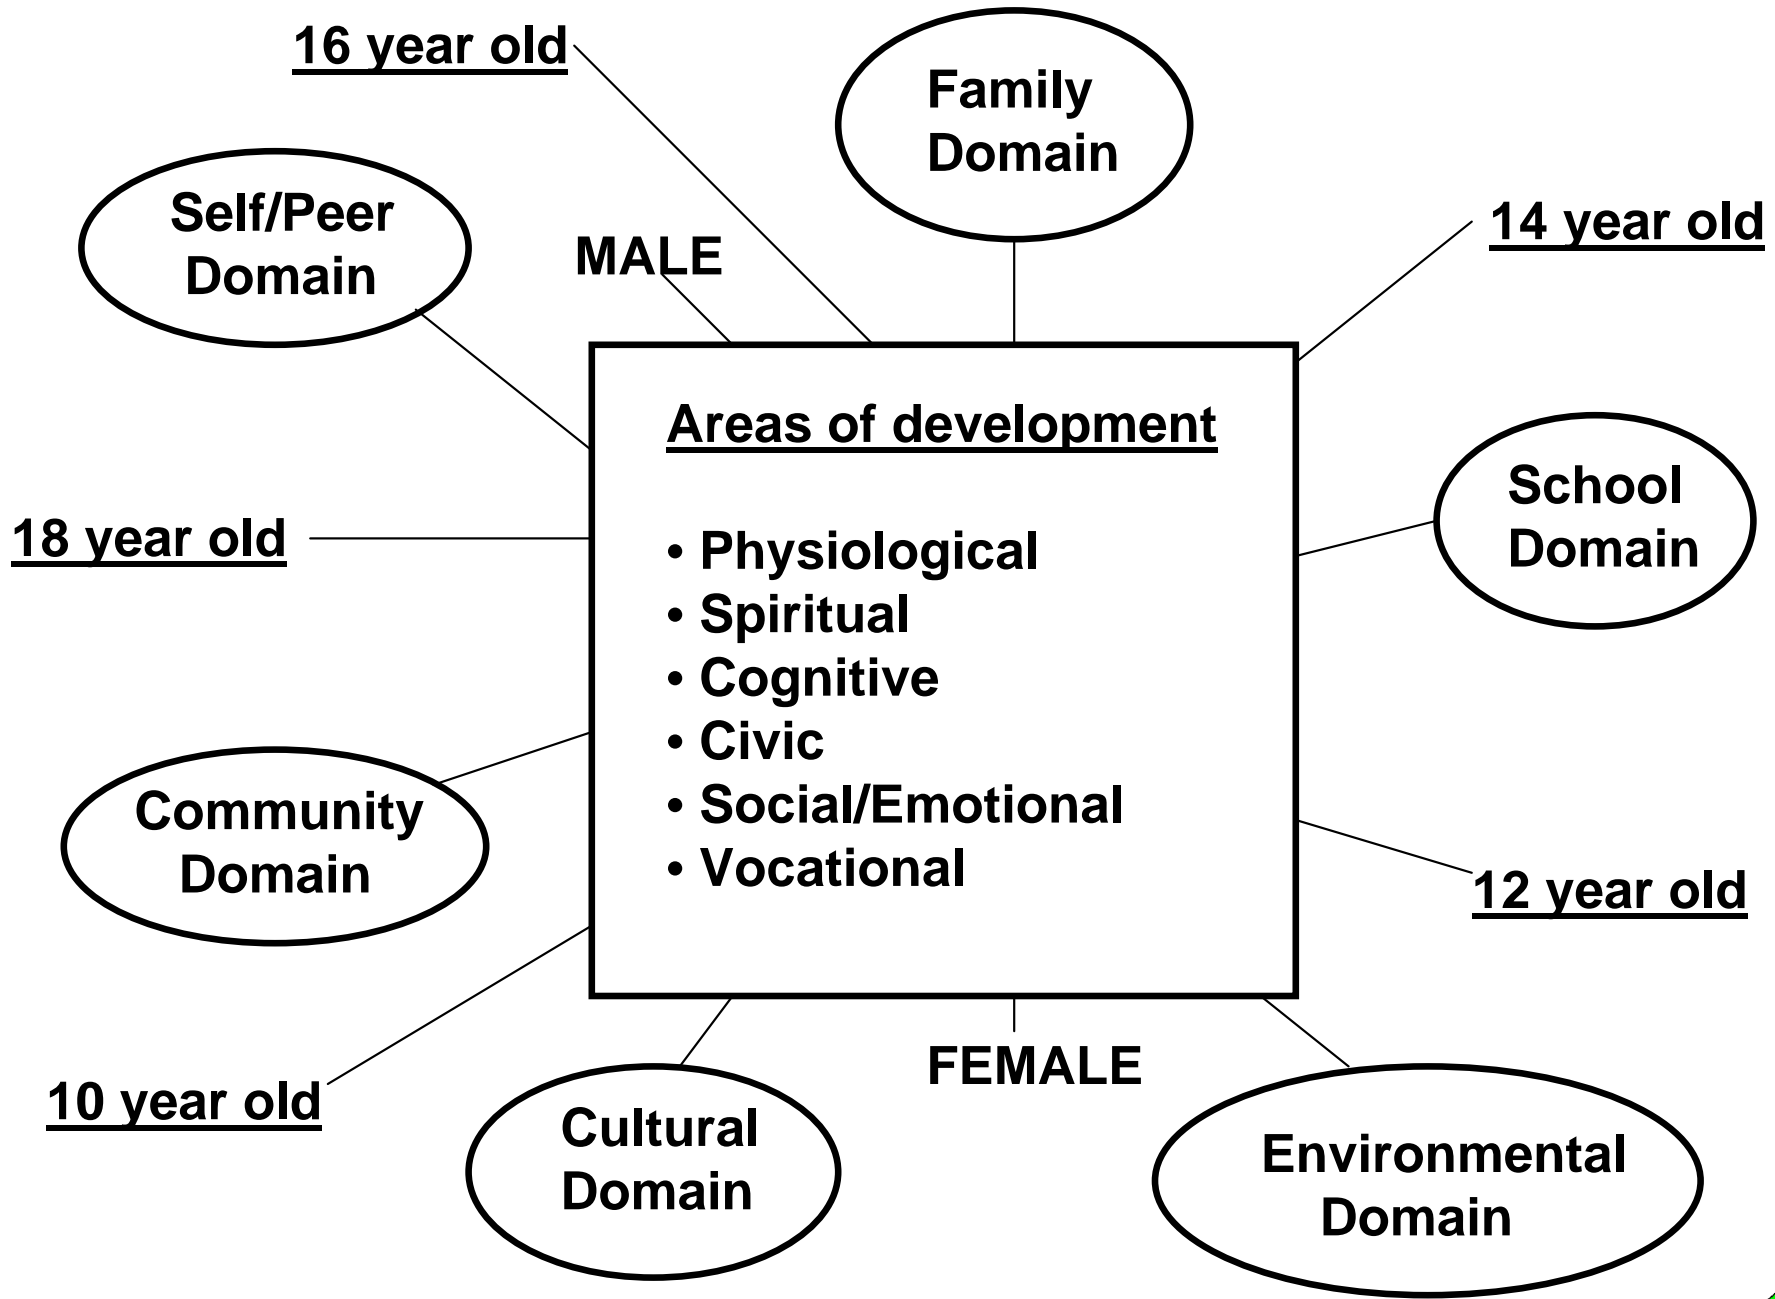 16 year old
Family
Domain
Self/Peer
Domain
MALE
14 year old
Areas of development
School
Domain
18 year old
• Physiological
• Spiritual
• Cognitive
• Civic
• Social/Emotional
• Vocational
Community
Domain
12 year old
10 year old
FEMALE
Cultural
Domain
Environmental
Domain